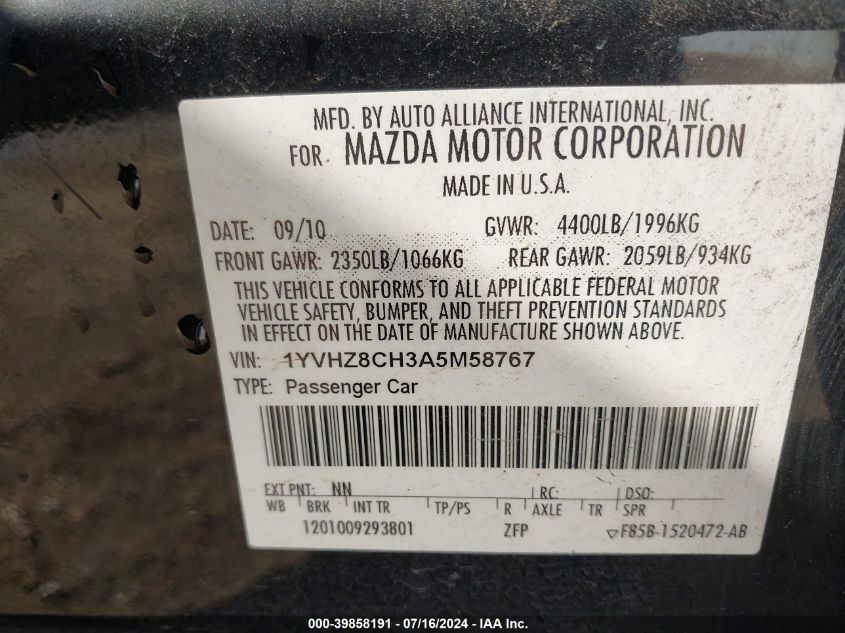 MFD. BY AUTO ALLIANCE INTERNATIONAL, INC.
FOR MAZDA MOTOR CORPORATION
MADE IN U.S.A.
DATE: 09/10 GVWR: 4400LB/1996KG
FRONT GAWR: 2350LB/1066KG REAR GAWR: 2059LB/934KG
THIS VEHICLE CONFORMS TO ALL APPLICABLE FEDERAL MOTOR
VEHICLE SAFETY, BUMPER, AND THEFT PREVENTION STANDARDS
IN EFFECT ON THE DATE OF MANUFACTURE SHOWN ABOVE.
VIN: 1YVHZ8CH3A5M58767
TYPE: Passenger Car
EXT PNT: NN RC: DSO:
WB BRK INT TR TP/PS R AXLE TR SPR
1201009293801 ZFP ▽F85B-1520472-AB
000-39858191 - 07/16/2024 - IAA Inc.